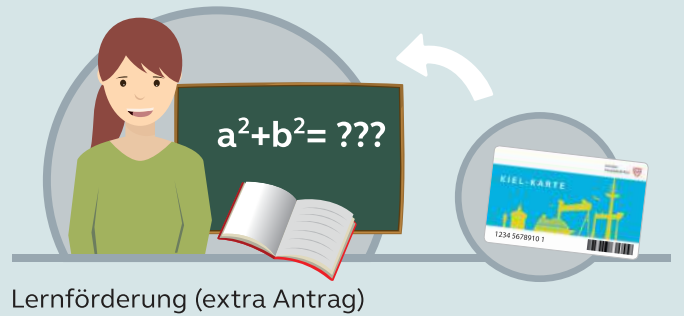 a²+b²= ???
KIEL-KARTE
1234 5678910 1
Lernförderung (extra Antrag)